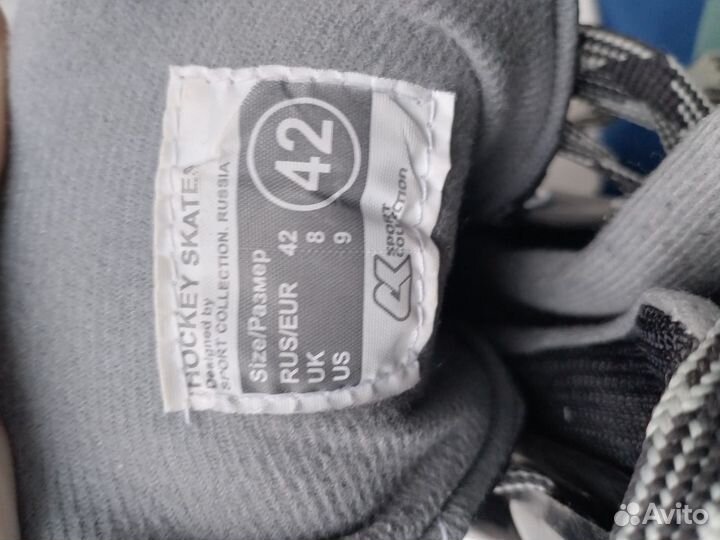 HOCKEY SKATES
Designed by
SPORT COLLECTION. RUSSIA
Size/Размер 42
RUS/EUR 42
UK 8
US 9
SPORT
COLLECTION
Avito